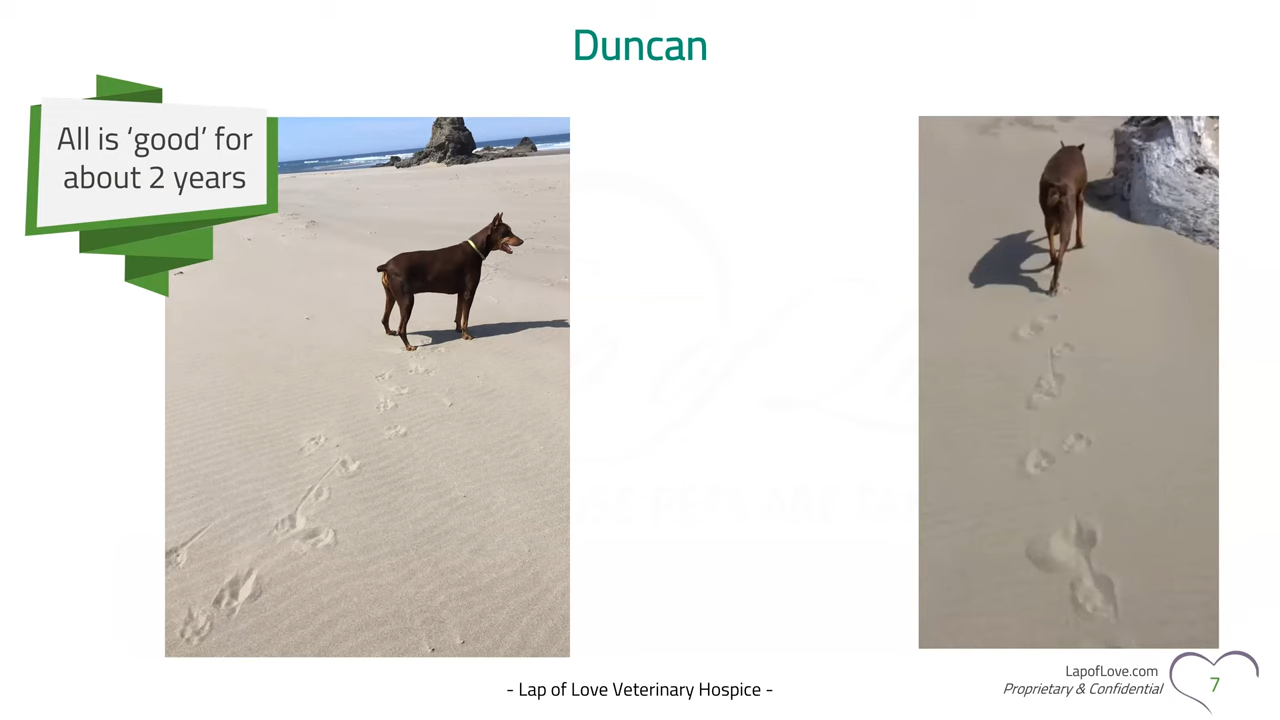 Duncan
All is ‘good’ for
about 2 years
- Lap of Love Veterinary Hospice -
LapofLove.com
Proprietary & Confidential
7